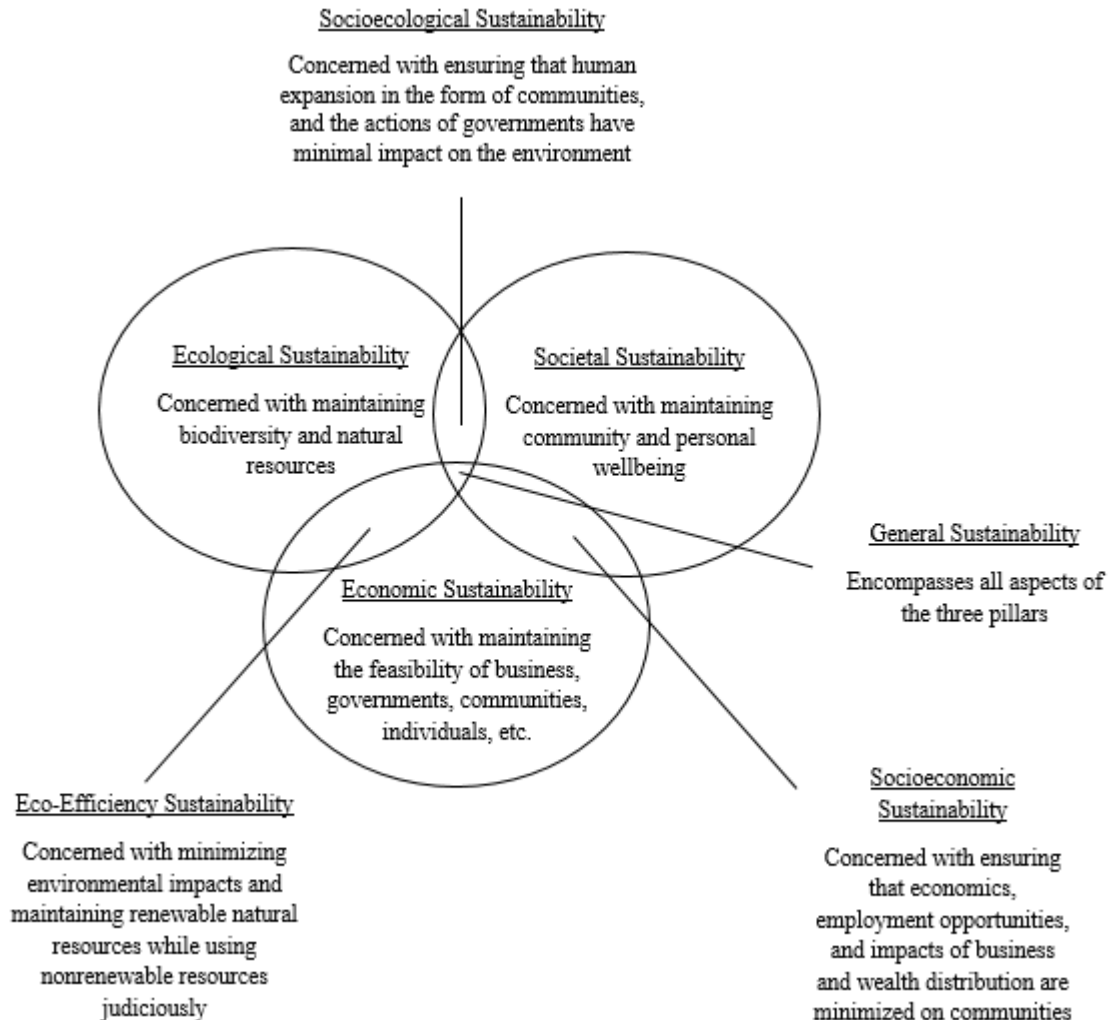 Socioecological Sustainability
Concerned with ensuring that human
expansion in the form of communities,
and the actions of governments have
minimal impact on the environment
Ecological Sustainability
Concerned with maintaining
biodiversity and natural
resources
Societal Sustainability
Concerned with maintaining
community and personal
wellbeing
General Sustainability
Encompasses all aspects of
the three pillars
Economic Sustainability
Concerned with maintaining
the feasibility of business,
governments, communities,
individuals, etc.
Eco-Efficiency Sustainability
Concerned with minimizing
environmental impacts and
maintaining renewable natural
resources while using
nonrenewable resources
judiciously
Socioeconomic
Sustainability
Concerned with ensuring
that economics,
employment opportunities,
and impacts of business
and wealth distribution are
minimized on communities